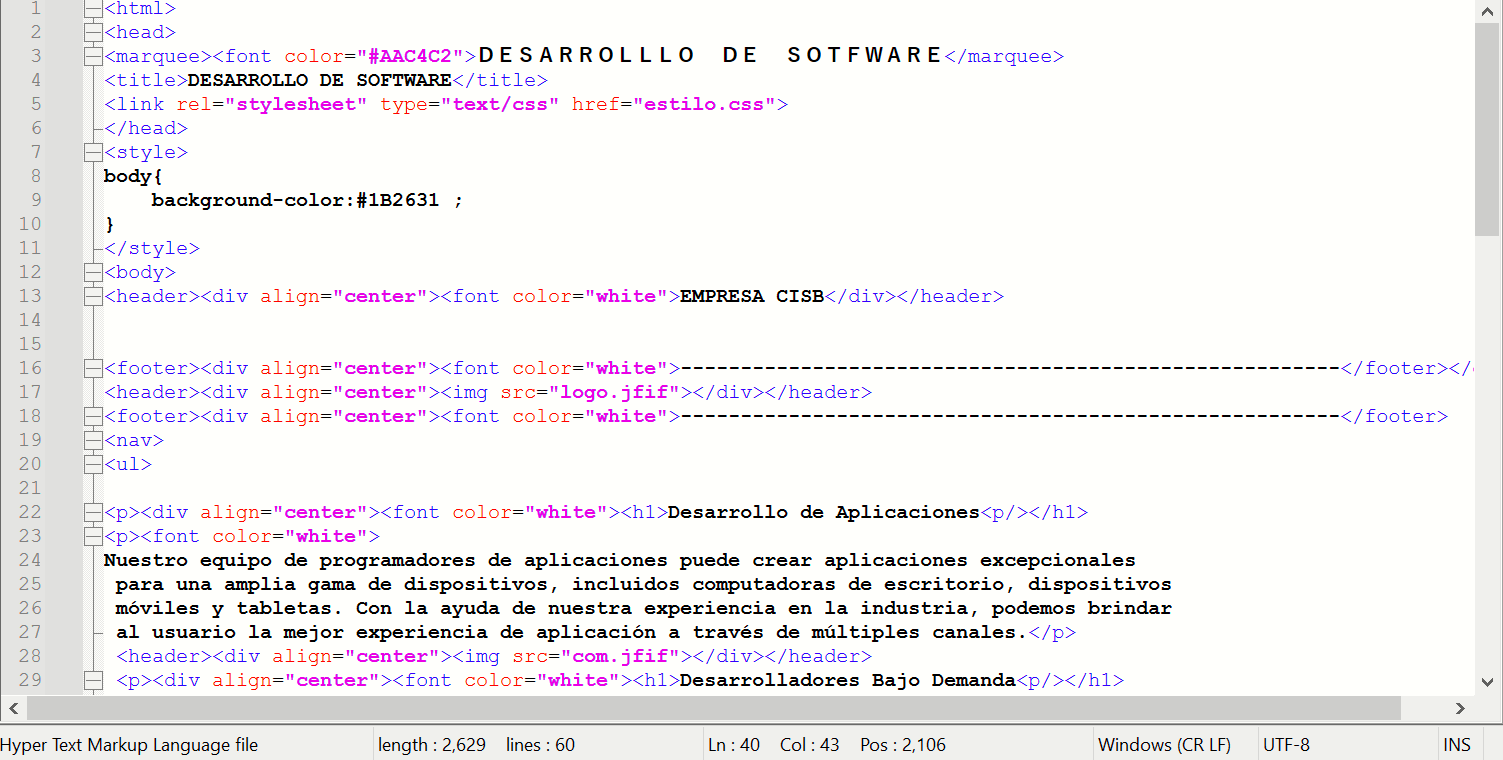 1 <html>
2 <head>
3 <marquee><font color="#AAC4C2">DESARROLLLO DE SOTFWARE</marquee>
4 <title>DESARROLLO DE SOFTWARE</title>
5 <link rel="stylesheet" type="text/css" href="estilo.css">
6 </head>
7 <style>
8 body{
9 background-color:#1B2631 ;
10 }
11 </style>
12 <body>
13 <header><div align="center"><font color="white">EMPRESA CISB</div></header>
14
15
16 <footer><div align="center"><font color="white">-------------------------------------------------------</footer></
17 <header><div align="center"><img src="logo.jfif"></div></header>
18 <footer><div align="center"><font color="white">-------------------------------------------------------</footer>
19 <nav>
20 <ul>
21
22 <p><div align="center"><font color="white"><h1>Desarrollo de Aplicaciones<p/></h1>
23 <p><font color="white">
24 Nuestro equipo de programadores de aplicaciones puede crear aplicaciones excepcionales
25 para una amplia gama de dispositivos, incluidos computadoras de escritorio, dispositivos
26 móviles y tabletas. Con la ayuda de nuestra experiencia en la industria, podemos brindar
27 al usuario la mejor experiencia de aplicación a través de múltiples canales.</p>
28 <header><div align="center"><img src="com.jfif"></div></header>
29 <p><div align="center"><font color="white"><h1>Desarrolladores Bajo Demanda<p/></h1>
Hyper Text Markup Language file length : 2,629 lines : 60 Ln : 40 Col : 43 Pos : 2,106 Windows (CR LF) UTF-8 INS